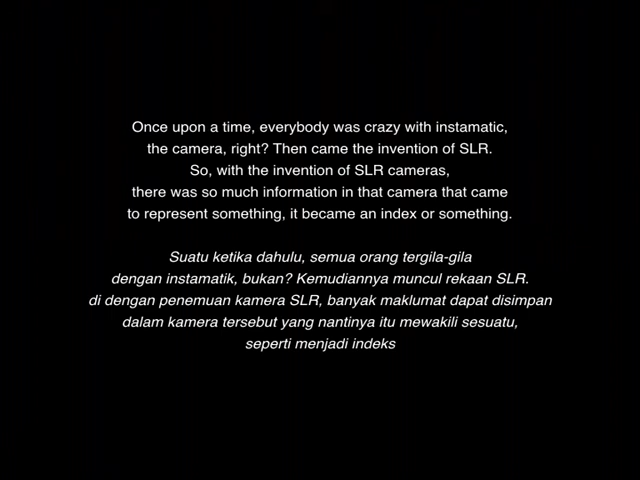 Once upon a time, everybody was crazy with instamatic,
the camera, right? Then came the invention of SLR.
So, with the invention of SLR cameras,
there was so much information in that camera that came
to represent something, it became an index or something.
Suatu ketika dahulu, semua orang tergila-gila
dengan instamatik, bukan? Kemudiannya muncul rekaan SLR.
di dengan penemuan kamera SLR, banyak maklumat dapat disimpan
dalam kamera tersebut yang nantinya itu mewakili sesuatu,
seperti menjadi indeks